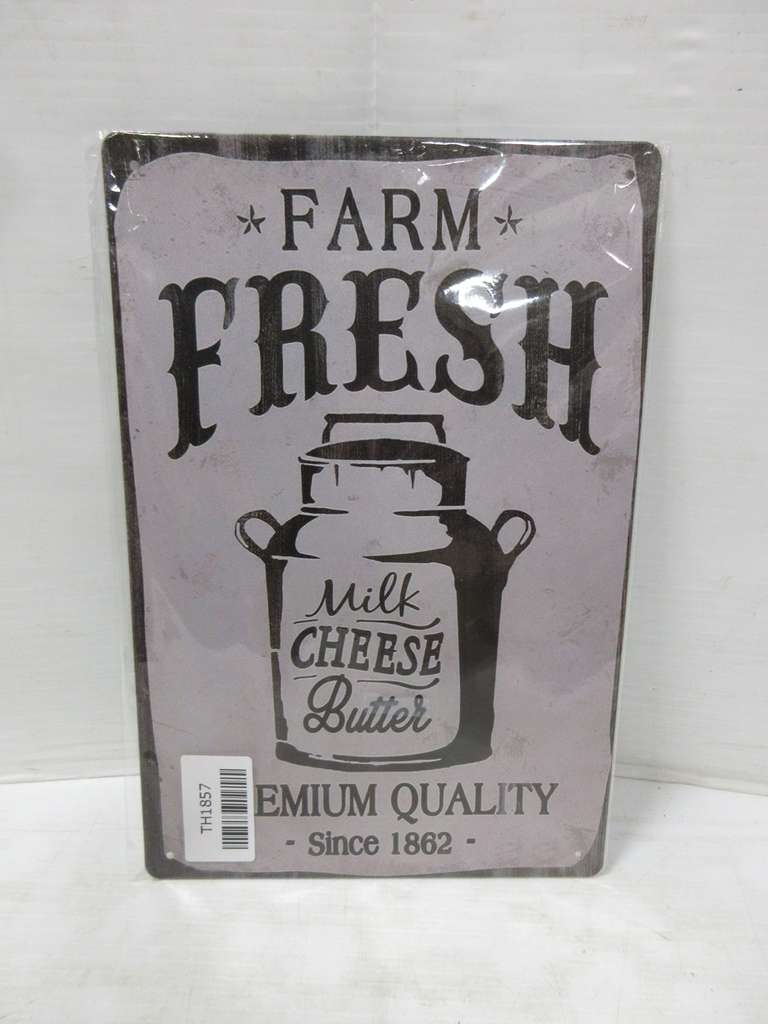 FARM
FRESH
Milk
CHEESE
Butter
EMIUM QUALITY
- Since 1862 -
TH1857